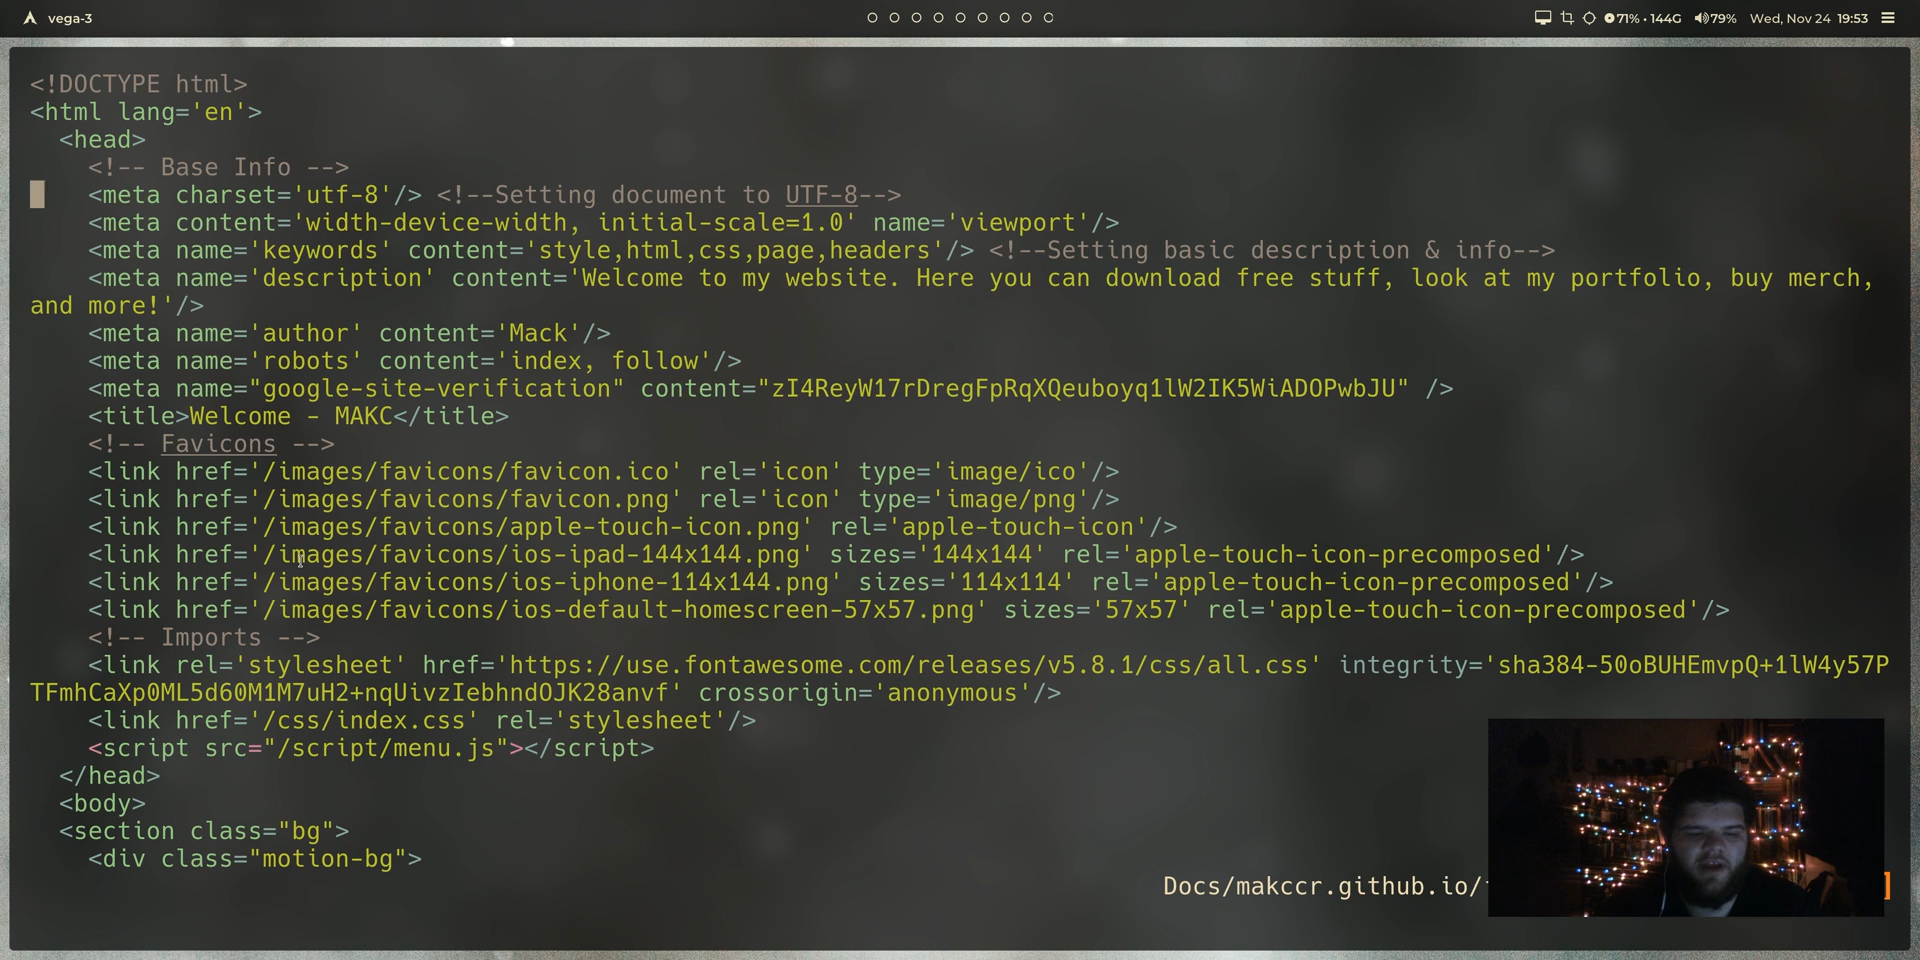 vega-3
71% • 144G 79% Wed, Nov 24 19:53
<!DOCTYPE html>
<html lang='en'>
<head>
<!-- Base Info -->
<meta charset='utf-8'/> <!--Setting document to UTF-8-->
<meta content='width-device-width, initial-scale=1.0' name='viewport'/>
<meta name='keywords' content='style,html,css,page,headers'/> <!--Setting basic description & info-->
<meta name='description' content='Welcome to my website. Here you can download free stuff, look at my portfolio, buy merch,
and more!'/>
<meta name='author' content='Mack'/>
<meta name='robots' content='index, follow'/>
<meta name="google-site-verification" content="zI4ReyW17rDregFpRqXQeuboyq1lW2IK5WiADOPwbJU" />
<title>Welcome - MAKC</title>
<!-- Favicons -->
<link href='/images/favicons/favicon.ico' rel='icon' type='image/ico'/>
<link href='/images/favicons/favicon.png' rel='icon' type='image/png'/>
<link href='/images/favicons/apple-touch-icon.png' rel='apple-touch-icon'/>
<link href='/images/favicons/ios-ipad-144x144.png' sizes='144x144' rel='apple-touch-icon-precomposed'/>
<link href='/images/favicons/ios-iphone-114x144.png' sizes='114x114' rel='apple-touch-icon-precomposed'/>
<link href='/images/favicons/ios-default-homescreen-57x57.png' sizes='57x57' rel='apple-touch-icon-precomposed'/>
<!-- Imports -->
<link rel='stylesheet' href='https://use.fontawesome.com/releases/v5.8.1/css/all.css' integrity='sha384-50oBUHEmvpQ+1lW4y57P
TFmhCaXp0ML5d60M1M7uH2+nqUivzIebhndOJK28anvf' crossorigin='anonymous'/>
<link href='/css/index.css' rel='stylesheet'/>
<script src="/script/menu.js"></script>
</head>
<body>
<section class="bg">
<div class="motion-bg">
Docs/makccr.github.io/ ]